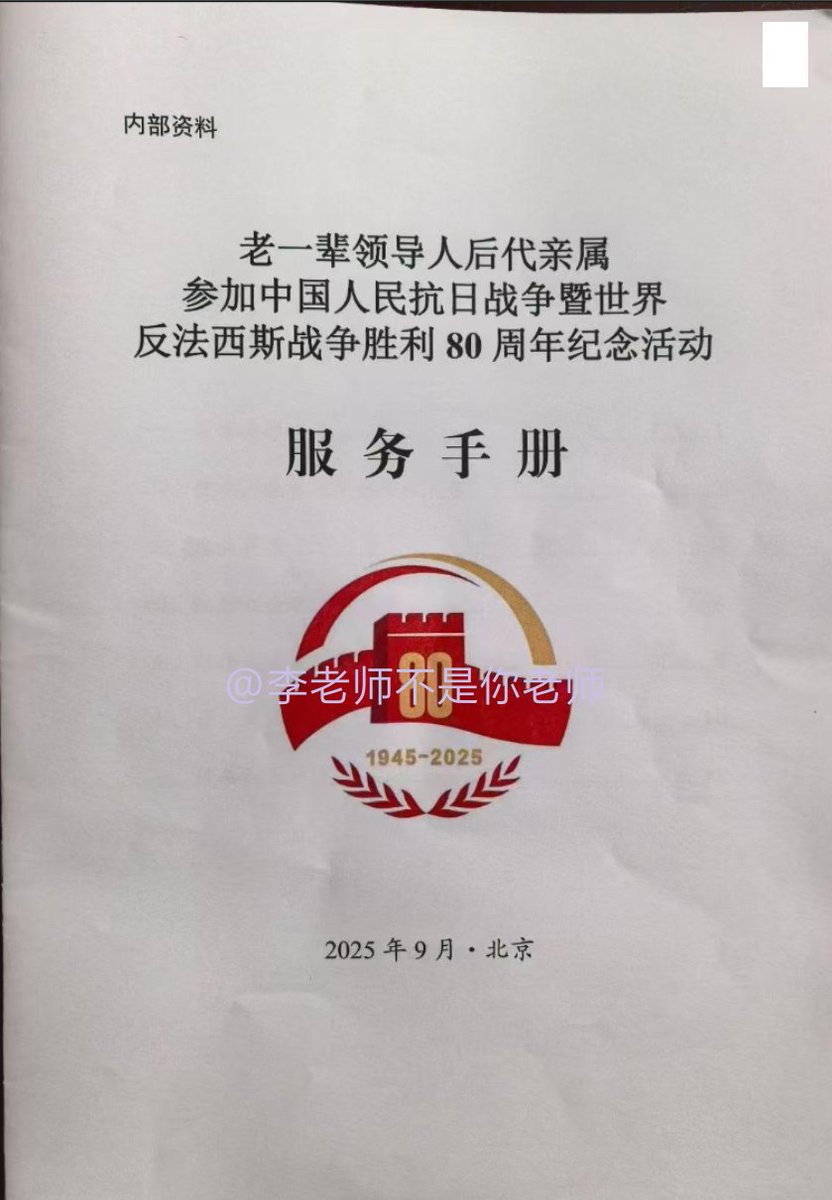 内部资料
老一辈领导人后代亲属
参加中国人民抗日战争暨世界
反法西斯战争胜利 80 周年纪念活动
服务手册
80
@李老师不是你老师
1945-2025
2025 年 9 月·北京